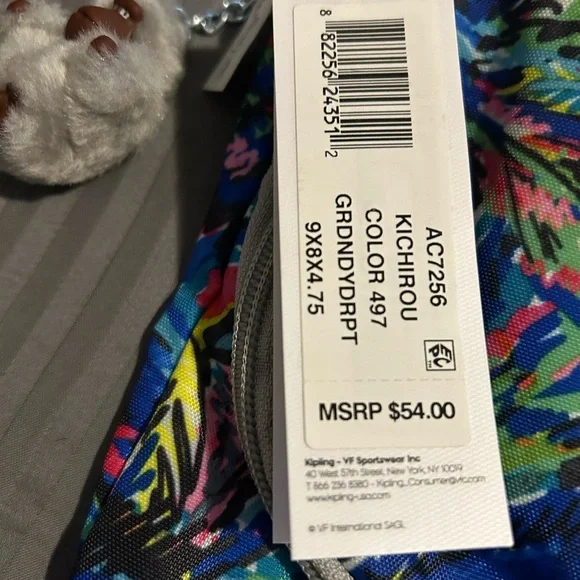 8 82256 24351 2
AC7256
KICHIROU
COLOR 497
GRDNDYDRPT
9X8X4.75
MSRP $54.00
Kipling - VF Sportswear Inc
40 West 57th Street, New York, NY 10019
T 866 236 8380 - Kipling_Consumer@vfc.com
www.kipling-usa.com
© VF International SAGL